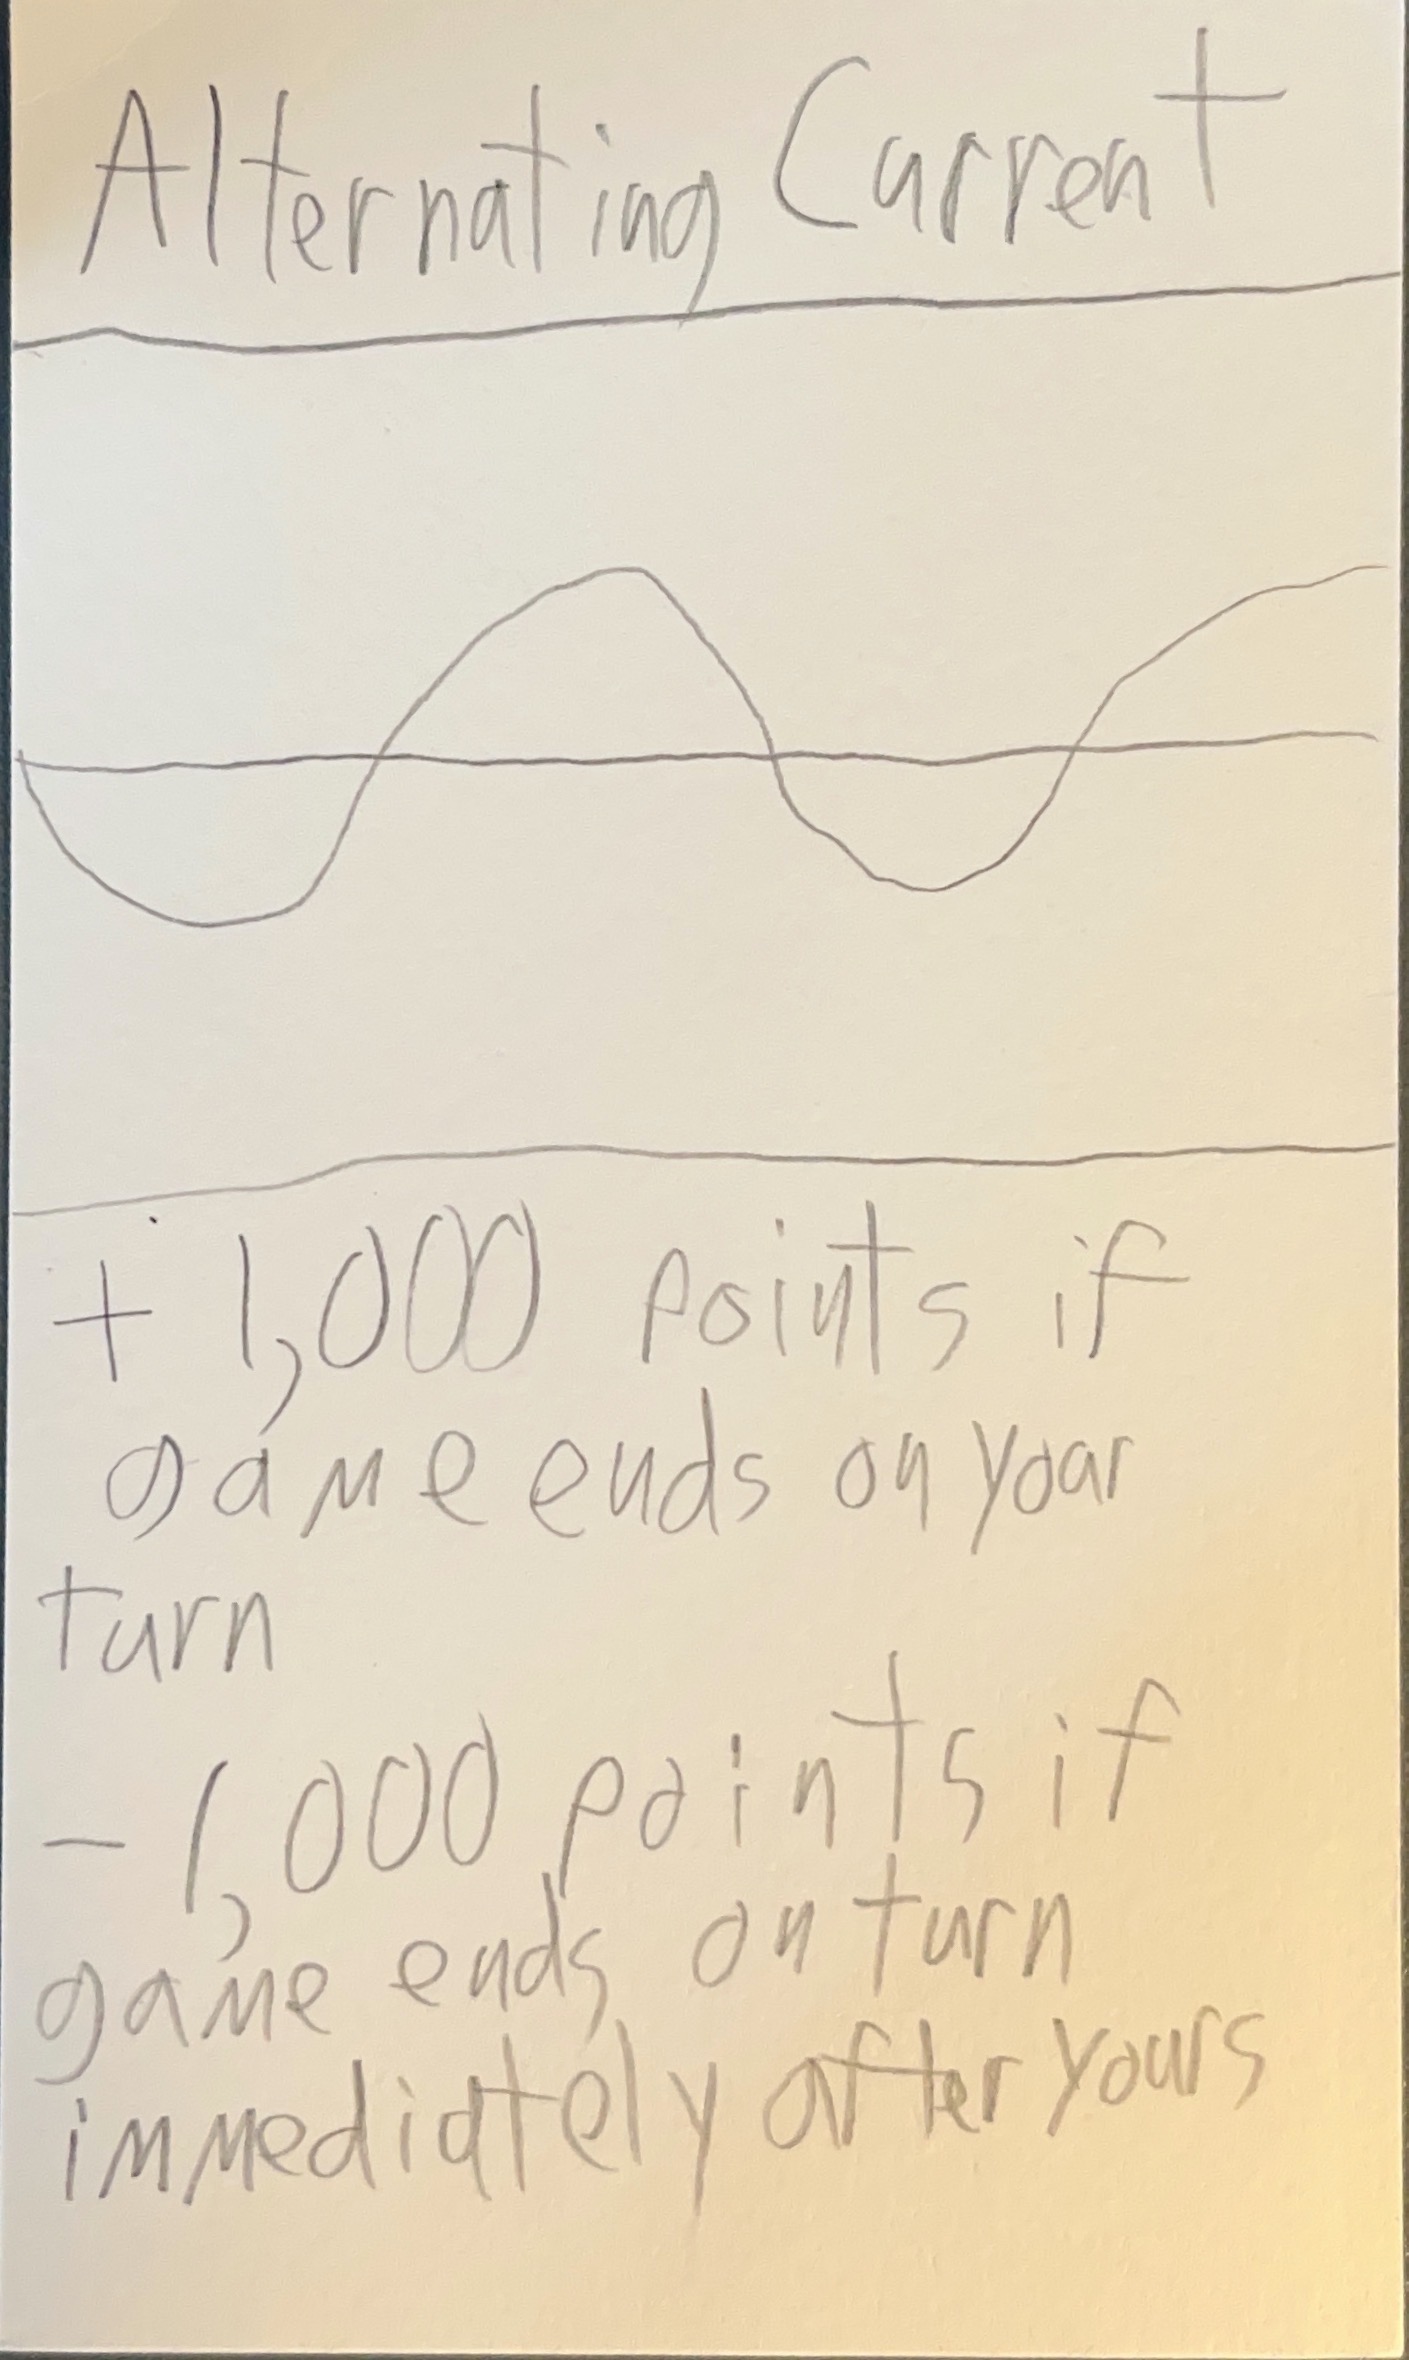 Alternating Current
+ 1,000 points if
game ends on your
turn
- 1,000 points if
game ends on turn
immediately after yours